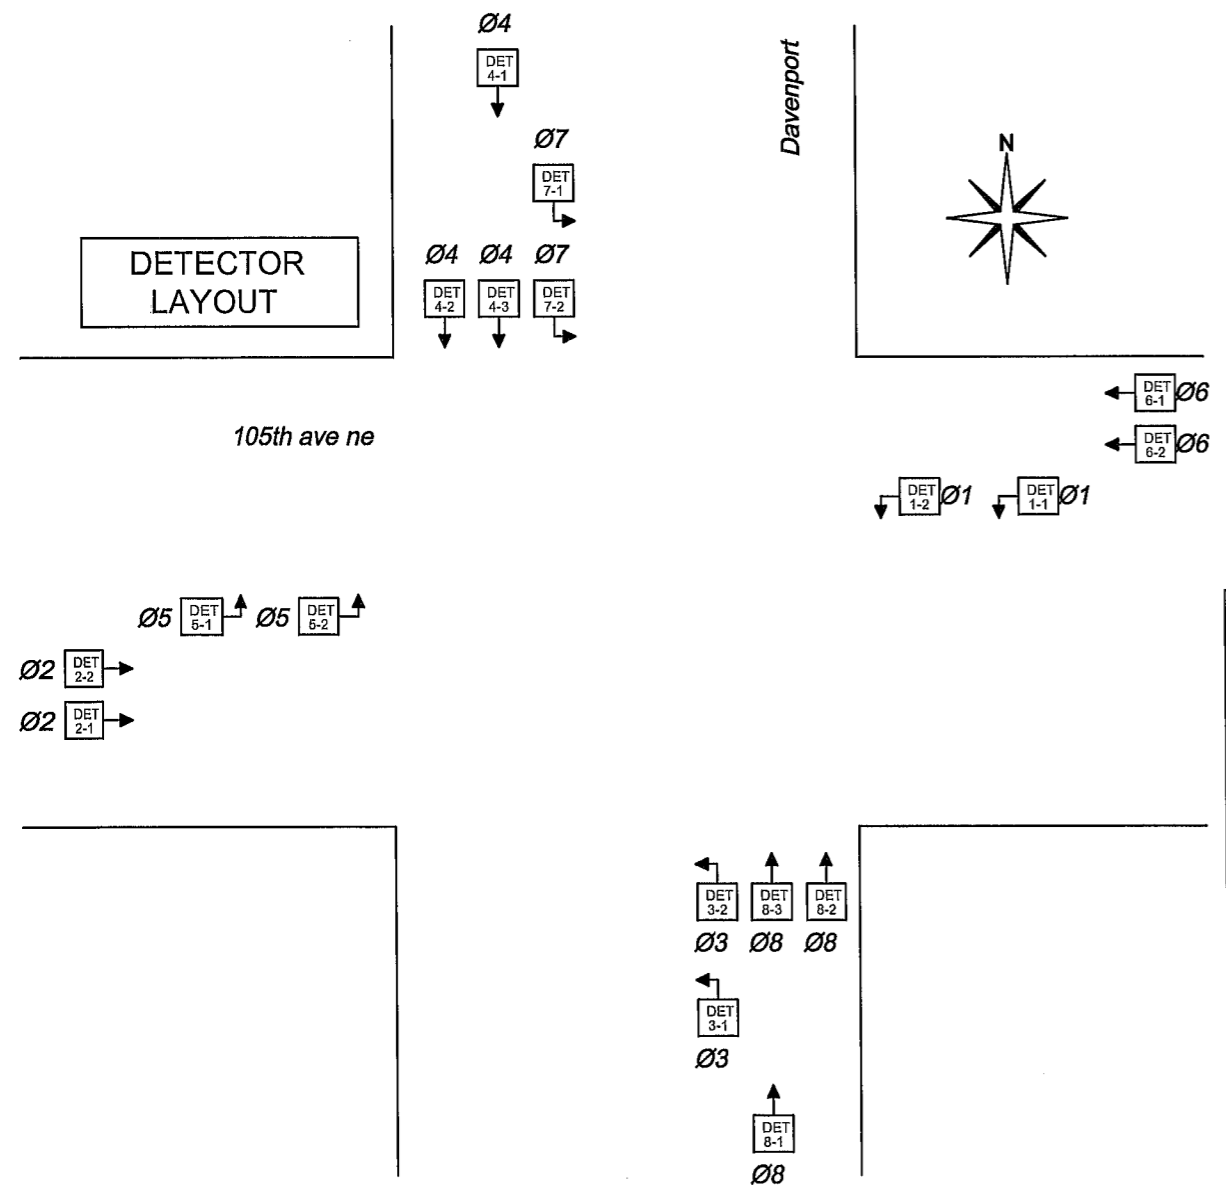 Ø4
DET
4-1
Davenport
Ø7
DET
7-1
N
DETECTOR
LAYOUT
Ø4 Ø4 Ø7
DET
4-2
DET
4-3
DET
7-2
DET
6-1
Ø6
105th ave ne
DET
6-2
Ø6
DET
1-2
Ø1
DET
1-1
Ø1
Ø5
DET
5-1
Ø5
DET
5-2
Ø2
DET
2-2
Ø2
DET
2-1
DET
3-2
DET
8-3
DET
8-2
Ø3 Ø8 Ø8
DET
3-1
Ø3
DET
8-1
Ø8